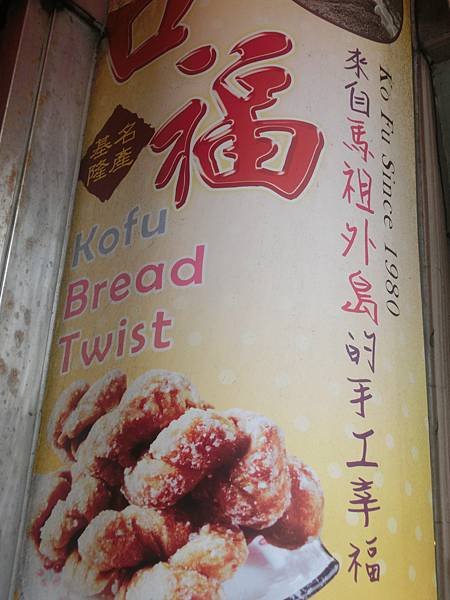 口福
基隆
名產
Kofu
Bread
Twist
Ko Fu Since 1980
來自馬祖外島的手工幸福